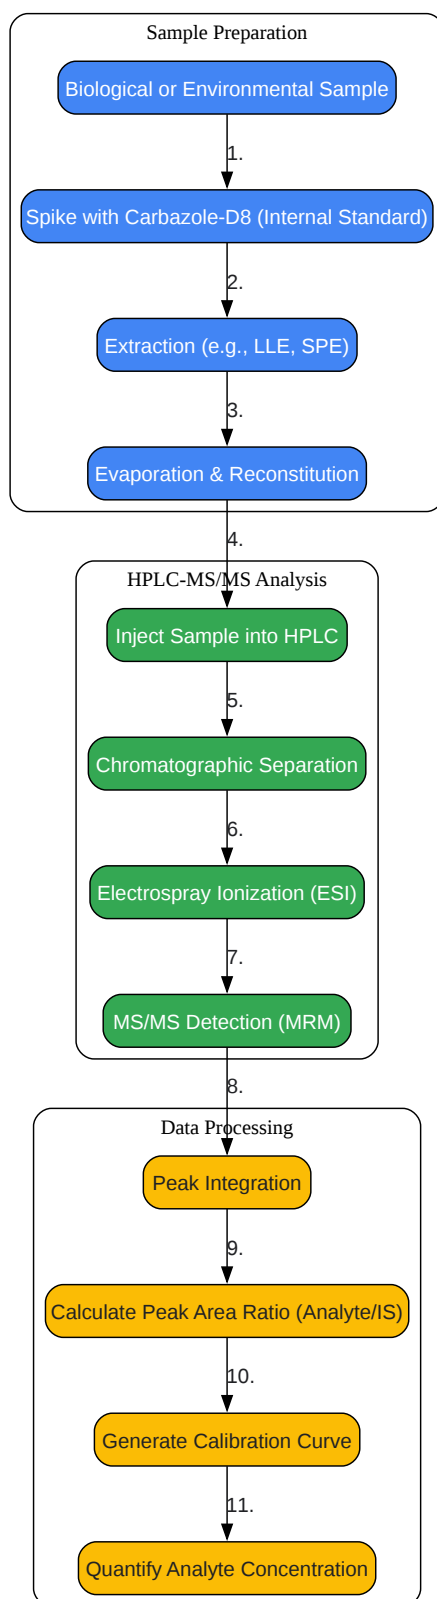 Sample Preparation
Biological or Environmental Sample
1.
Spike with Carbazole-D8 (Internal Standard)
2.
Extraction (e.g., LLE, SPE)
3.
Evaporation & Reconstitution
4.
HPLC-MS/MS Analysis
Inject Sample into HPLC
5.
Chromatographic Separation
6.
Electrospray Ionization (ESI)
7.
MS/MS Detection (MRM)
8.
Data Processing
Peak Integration
9.
Calculate Peak Area Ratio (Analyte/IS)
10.
Generate Calibration Curve
11.
Quantify Analyte Concentration